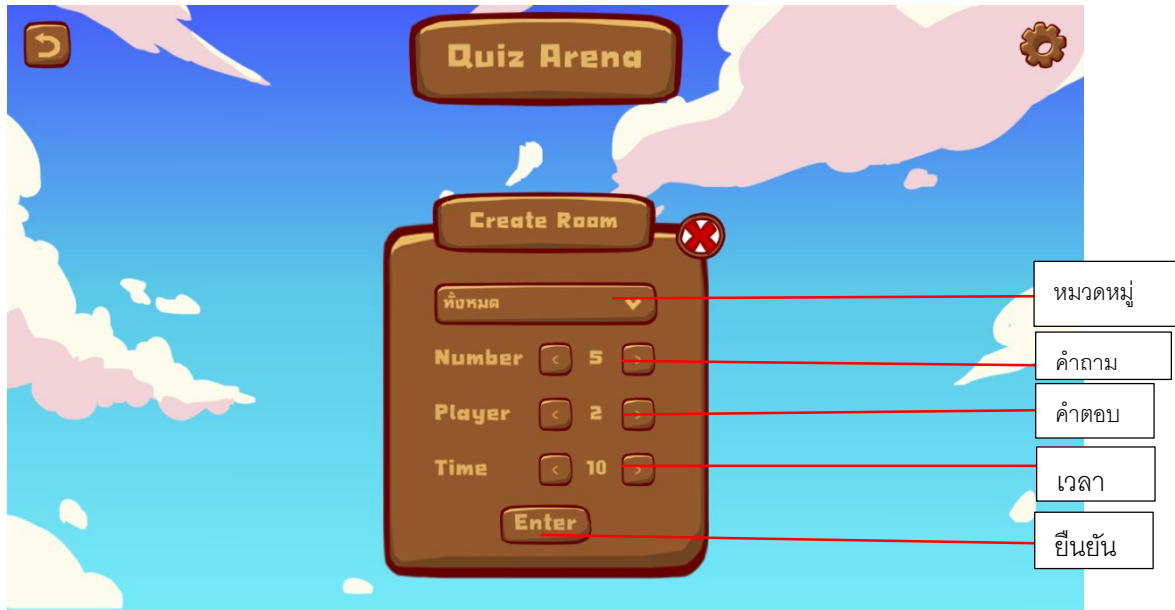 Quiz Arena
Create Room
ทั้งหมด
หมวดหมู่
Number < 5 >
คำถาม
Player < 2 >
คำตอบ
Time < 10 >
เวลา
Enter
ยืนยัน